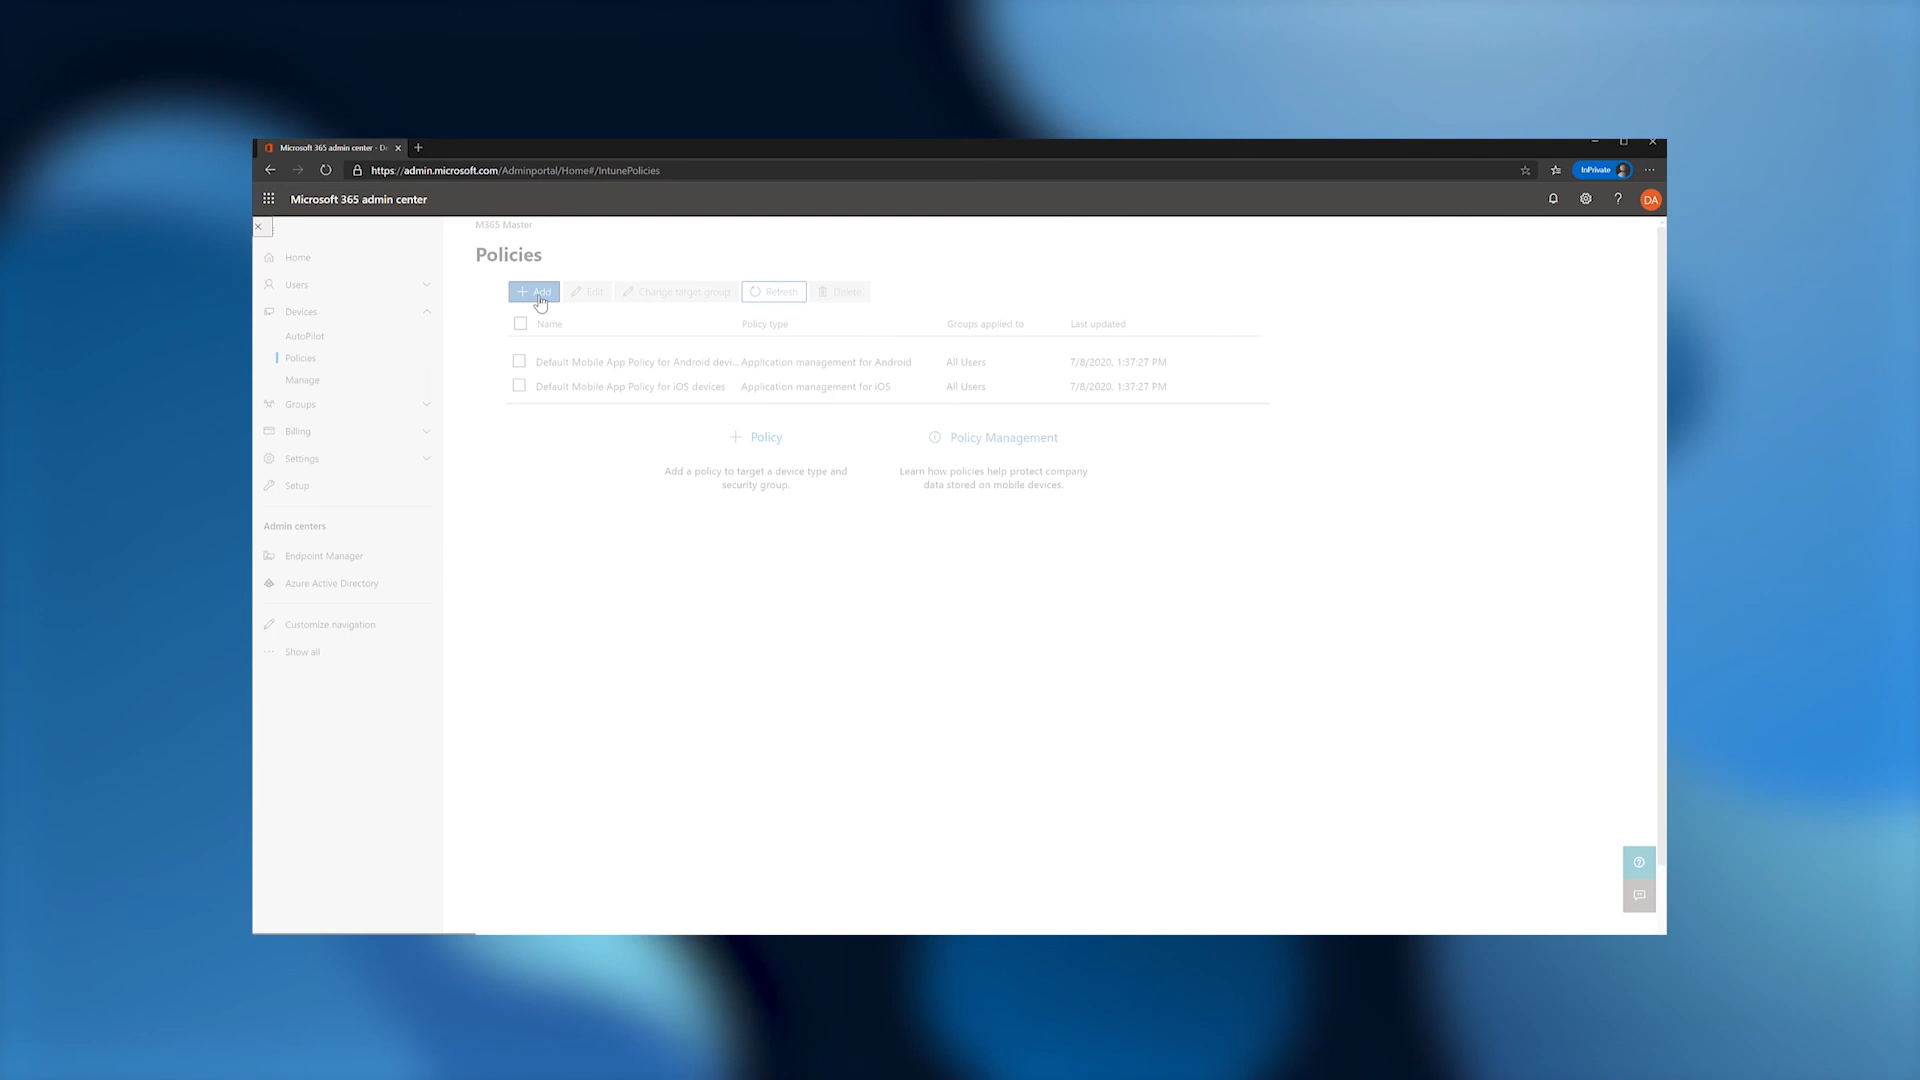 Microsoft 365 admin center - De
https://admin.microsoft.com/Adminportal/Home#/IntunePolicies
InPrivate
Microsoft 365 admin center
DA
M365 Master
Policies
Add
Edit
Change target group
Refresh
Delete
Name
Policy type
Groups applied to
Last updated
Default Mobile App Policy for Android devi...
Application management for Android
All Users
7/8/2020, 1:37:27 PM
Default Mobile App Policy for iOS devices
Application management for iOS
All Users
7/8/2020, 1:37:27 PM
Policy
Add a policy to target a device type and
security group.
Policy Management
Learn how policies help protect company
data stored on mobile devices.
Home
Users
Devices
AutoPilot
Policies
Manage
Groups
Billing
Settings
Setup
Admin centers
Endpoint Manager
Azure Active Directory
Customize navigation
Show all